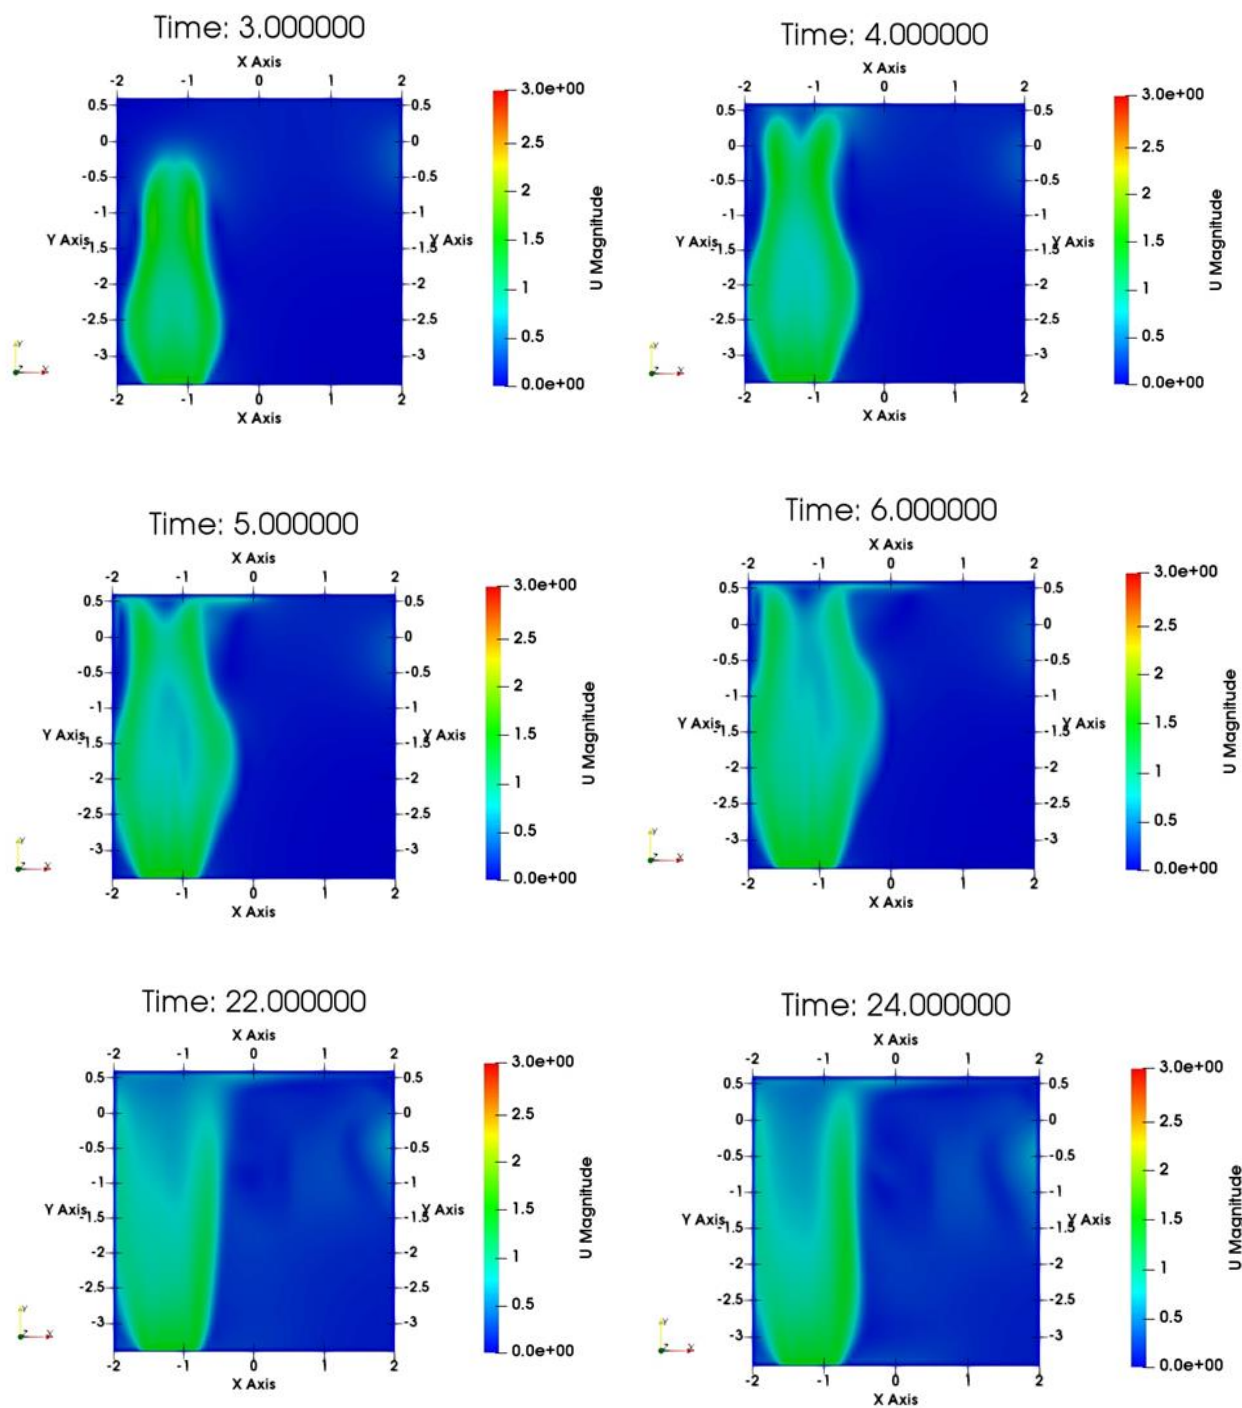 Time: 3.000000
X Axis
-2 -1 0 1 2
3.0e+00
0.5 0.5
2.5
0 0
-0.5 -0.5
2
-1 -1
Y Axis -1.5 -1.5 Y Axis
1.5
U Magnitude
-2 -2
1
-2.5 -2.5
0.5
-3 -3
0.0e+00
-2 -1 0 1 2
X Axis
Y
Z X
Time: 4.000000
X Axis
-2 -1 0 1 2
3.0e+00
0.5 0.5
2.5
0 0
-0.5 -0.5
2
-1 -1
Y Axis -1.5 -1.5 Y Axis
1.5
U Magnitude
-2 -2
1
-2.5 -2.5
0.5
-3 -3
0.0e+00
-2 -1 0 1 2
X Axis
Y
Z X
Time: 5.000000
X Axis
-2 -1 0 1 2
3.0e+00
0.5 0.5
2.5
0 0
-0.5 -0.5
2
-1 -1
Y Axis -1.5 -1.5 Y Axis
1.5
U Magnitude
-2 -2
1
-2.5 -2.5
0.5
-3 -3
0.0e+00
-2 -1 0 1 2
X Axis
Y
Z X
Time: 6.000000
X Axis
-2 -1 0 1 2
3.0e+00
0.5 0.5
2.5
0 0
-0.5 -0.5
2
-1 -1
Y Axis -1.5 -1.5 Y Axis
1.5
U Magnitude
-2 -2
1
-2.5 -2.5
0.5
-3 -3
0.0e+00
-2 -1 0 1 2
X Axis
Y
Z X
Time: 22.000000
X Axis
-2 -1 0 1 2
3.0e+00
0.5 0.5
2.5
0 0
-0.5 -0.5
2
-1 -1
Y Axis -1.5 -1.5 Y Axis
1.5
U Magnitude
-2 -2
1
-2.5 -2.5
0.5
-3 -3
0.0e+00
-2 -1 0 1 2
X Axis
Y
Z X
Time: 24.000000
X Axis
-2 -1 0 1 2
3.0e+00
0.5 0.5
2.5
0 0
-0.5 -0.5
2
-1 -1
Y Axis -1.5 -1.5 Y Axis
1.5
U Magnitude
-2 -2
1
-2.5 -2.5
0.5
-3 -3
0.0e+00
-2 -1 0 1 2
X Axis
Y
Z X